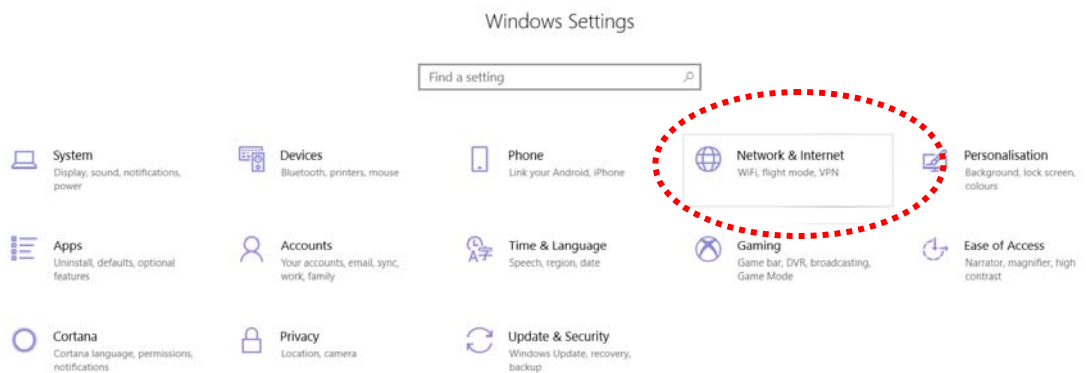 Windows Settings
Find a setting
System
Display, sound, notifications,
power
Devices
Bluetooth, printers, mouse
Phone
Link your Android, iPhone
Network & Internet
WiFi, flight mode, VPN
Personalisation
Background, lock screen,
colours
Apps
Uninstall, defaults, optional
features
Accounts
Your accounts, email, sync,
work, family
Time & Language
Speech, region, date
Gaming
Game bar, DVR, broadcasting,
Game Mode
Ease of Access
Narrator, magnifier, high
contrast
Cortana
Cortana language, permissions,
notifications
Privacy
Location, camera
Update & Security
Windows Update, recovery,
backup